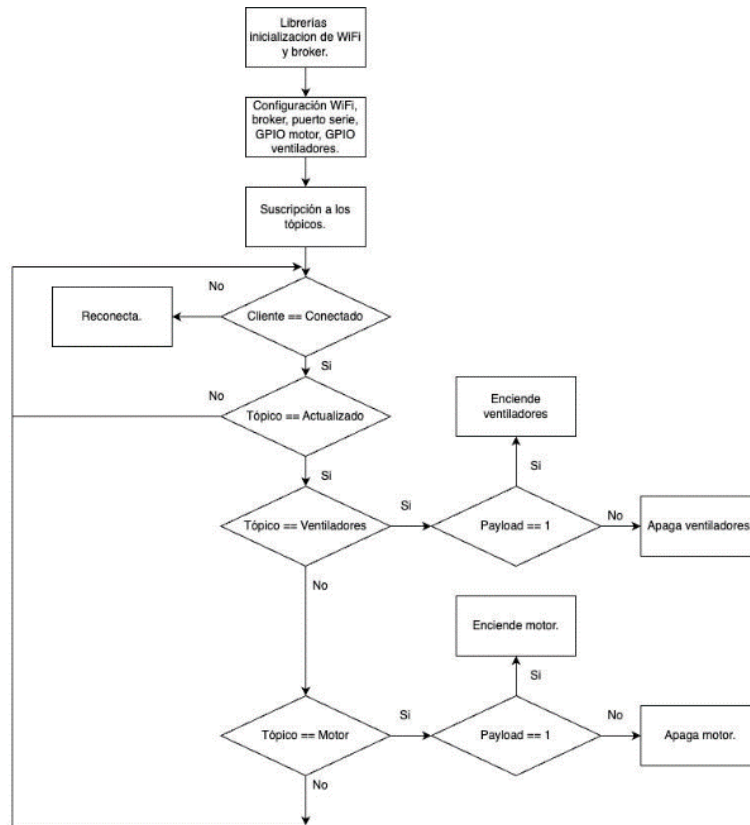 Librerías
inicializacion de WiFi
y broker.
Configuración WiFi,
broker, puerto serie,
GPIO motor, GPIO
ventiladores.
Suscripción a los
tópicos.
No
Reconecta.
Cliente == Conectado
Si
No
Tópico == Actualizado
Si
Enciende
ventiladores
Si
Tópico == Ventiladores
Si
Payload == 1
No
Apaga ventiladores
No
Enciende motor.
Si
Tópico == Motor
Si
Payload == 1
No
Apaga motor.
No